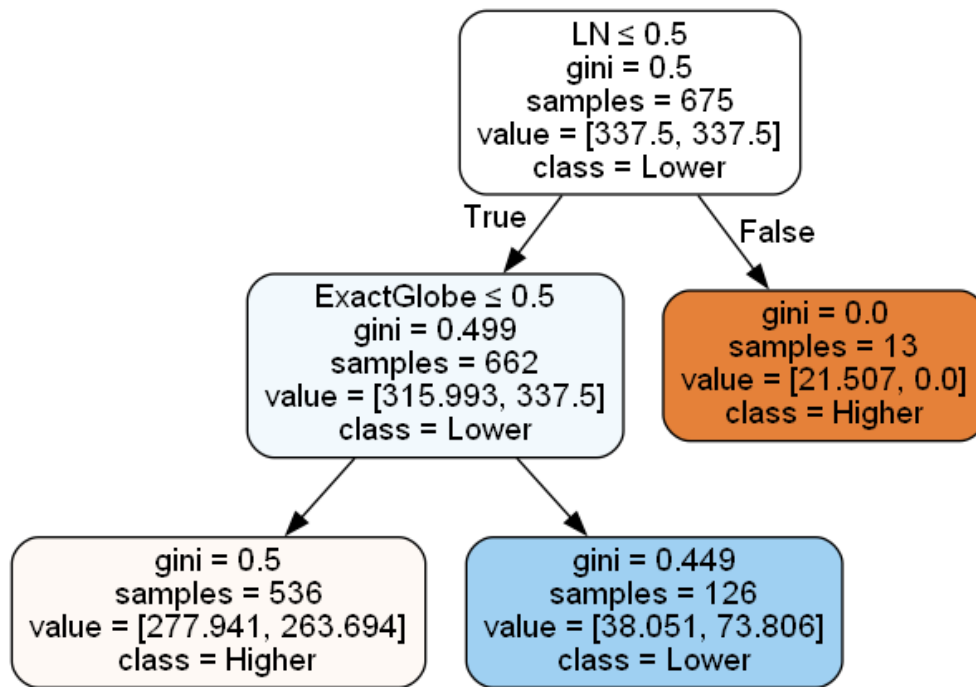 LN ≤ 0.5
gini = 0.5
samples = 675
value = [337.5, 337.5]
class = Lower
True
False
ExactGlobe ≤ 0.5
gini = 0.499
samples = 662
value = [315.993, 337.5]
class = Lower
gini = 0.0
samples = 13
value = [21.507, 0.0]
class = Higher
gini = 0.5
samples = 536
value = [277.941, 263.694]
class = Higher
gini = 0.449
samples = 126
value = [38.051, 73.806]
class = Lower